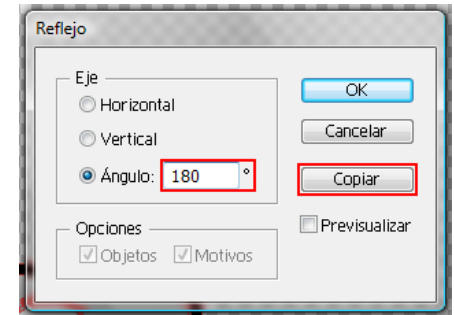 Reflejo
Eje
Horizontal
Vertical
Ángulo: 180 °
Opciones
Objetos Motivos
OK
Cancelar
Copiar
Previsualizar